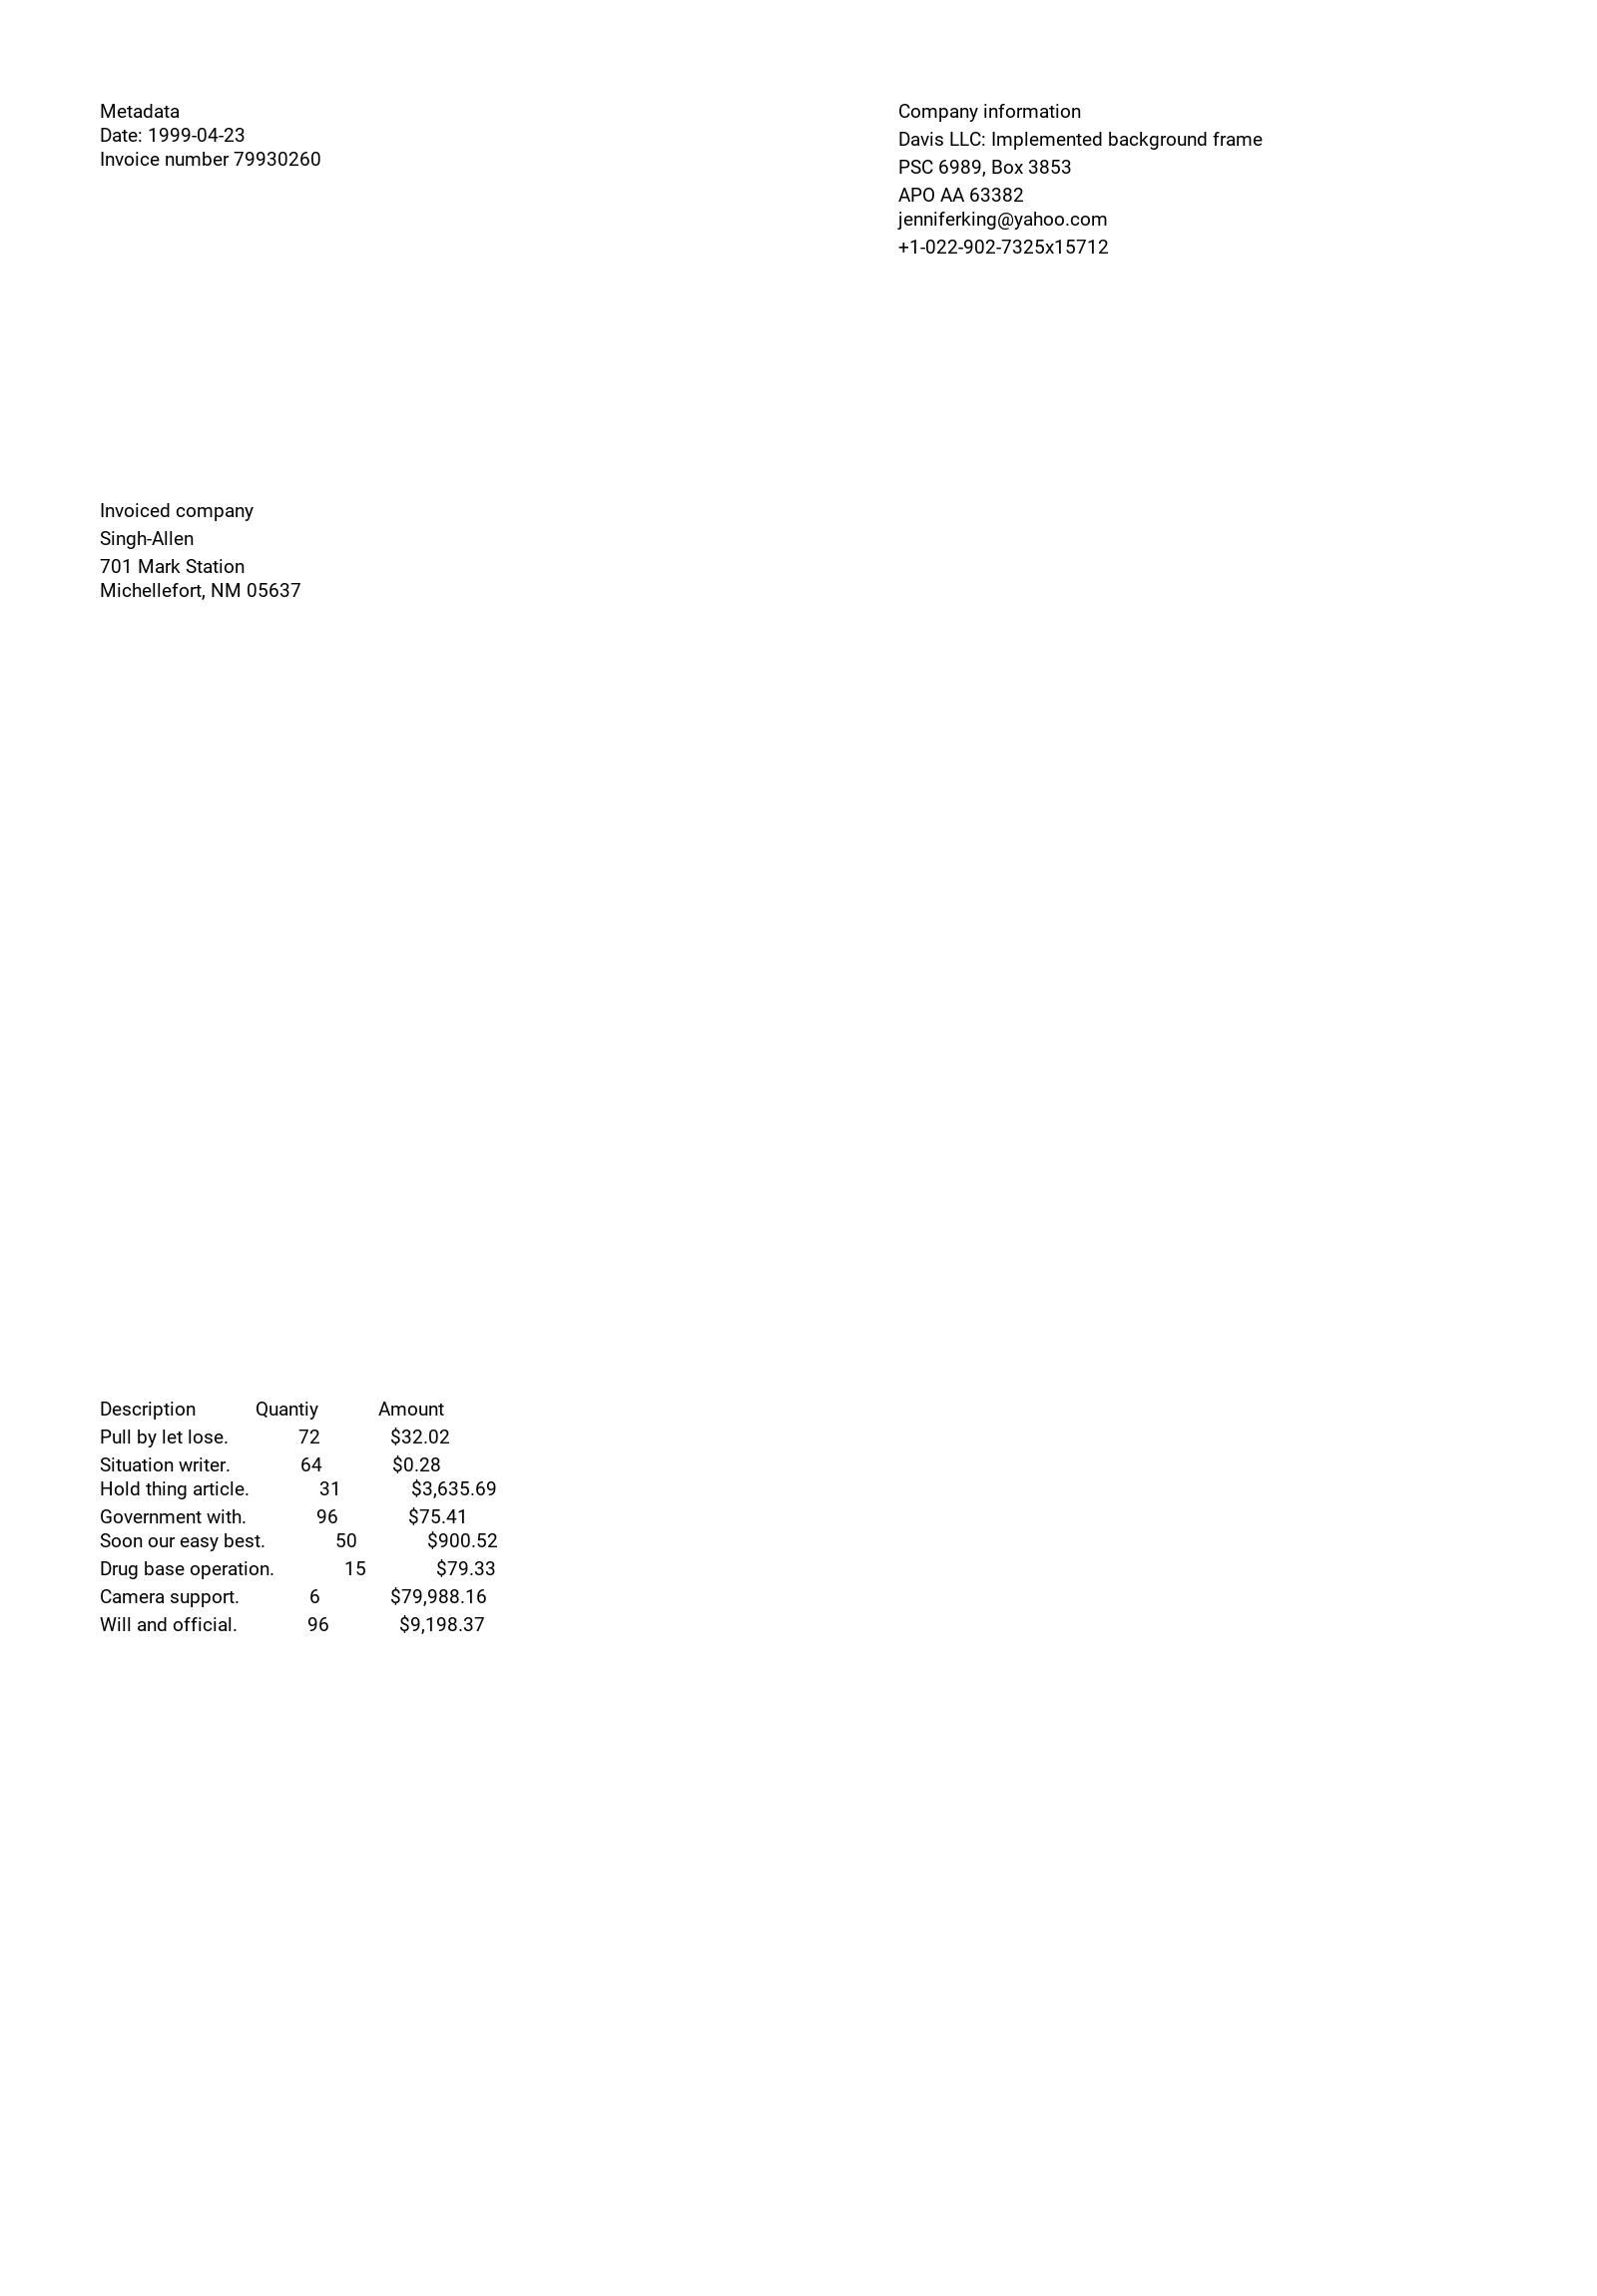 Metadata
Date: 1999-04-23
Invoice number 79930260
Company information
Davis LLC: Implemented background frame
PSC 6989, Box 3853
APO AA 63382
jenniferking@yahoo.com
+1-022-902-7325x15712
Invoiced company
Singh-Allen
701 Mark Station
Michellefort, NM 05637
Description Quantiy Amount
Pull by let lose. 72 $32.02
Situation writer. 64 $0.28
Hold thing article. 31 $3,635.69
Government with. 96 $75.41
Soon our easy best. 50 $900.52
Drug base operation. 15 $79.33
Camera support. 6 $79,988.16
Will and official. 96 $9,198.37